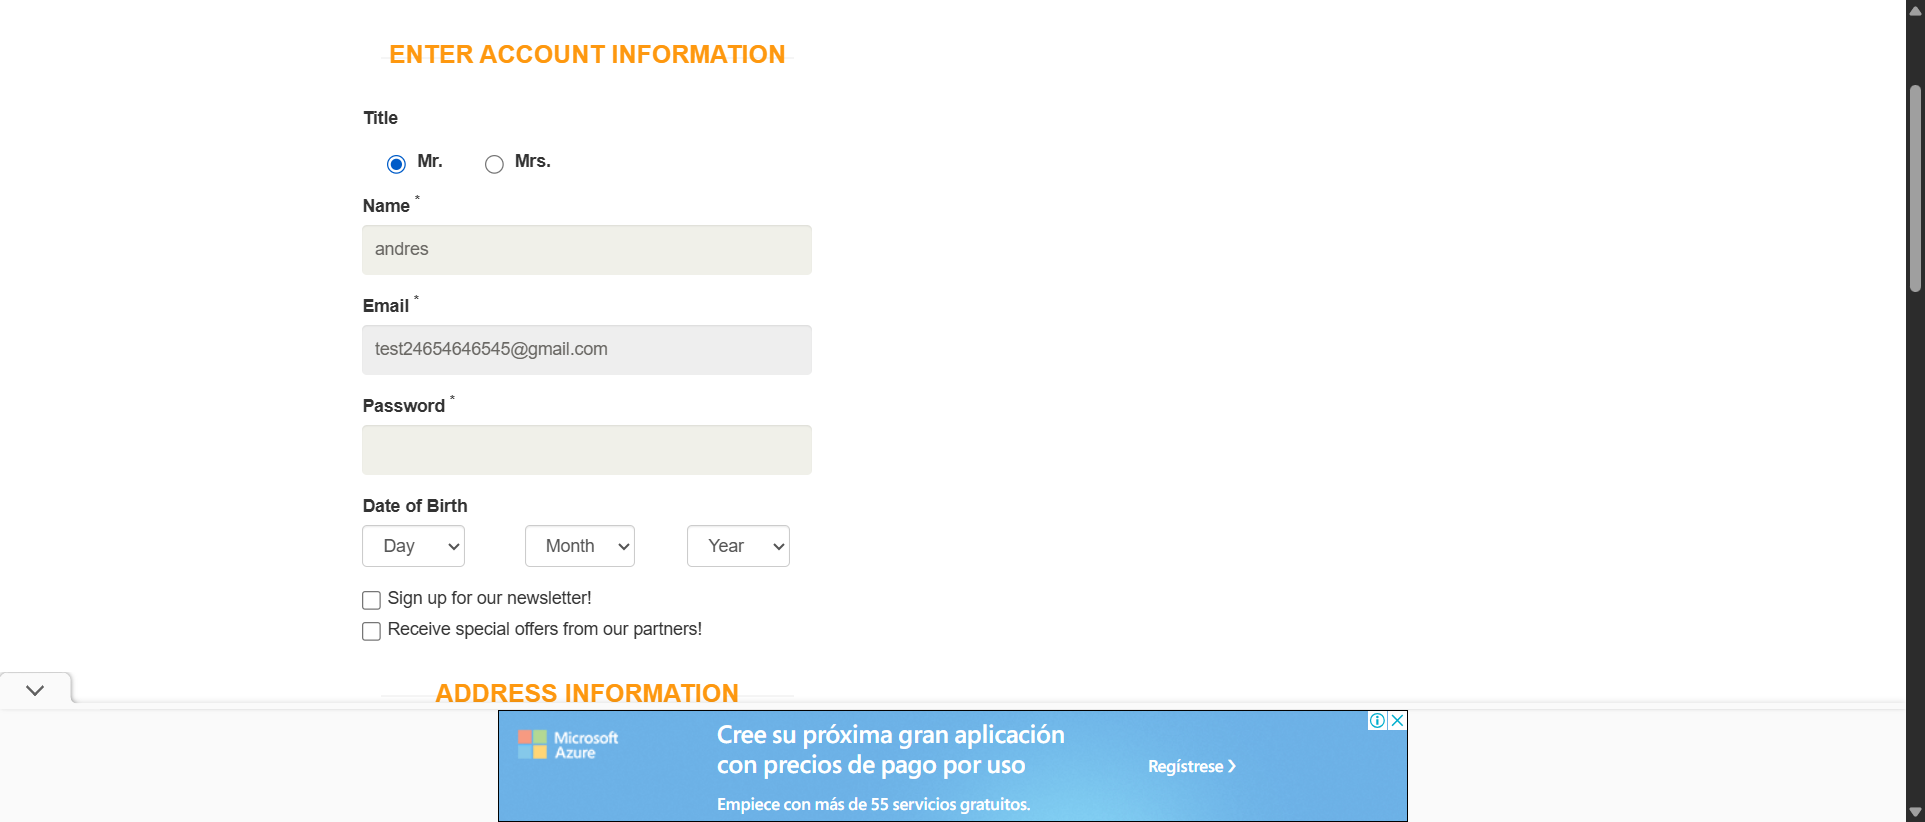 ENTER ACCOUNT INFORMATION
Title
Mr. Mrs.
Name *
andres
Email *
test24654646545@gmail.com
Password *
Date of Birth
Day Month Year
Sign up for our newsletter!
Receive special offers from our partners!
ADDRESS INFORMATION
Microsoft
Azure
Cree su próxima gran aplicación
con precios de pago por uso
Empiece con más de 55 servicios gratuitos.
Regístrese